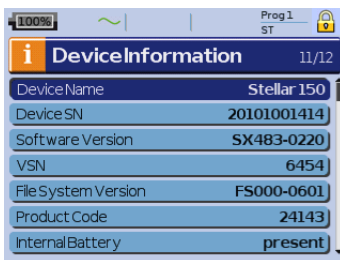 100% Prog 1
ST
i Device Information 11/12
Device Name Stellar 150
Device SN 20101001414
Software Version SX483-0220
VSN 6454
File System Version FS000-0601
Product Code 24143
Internal Battery present